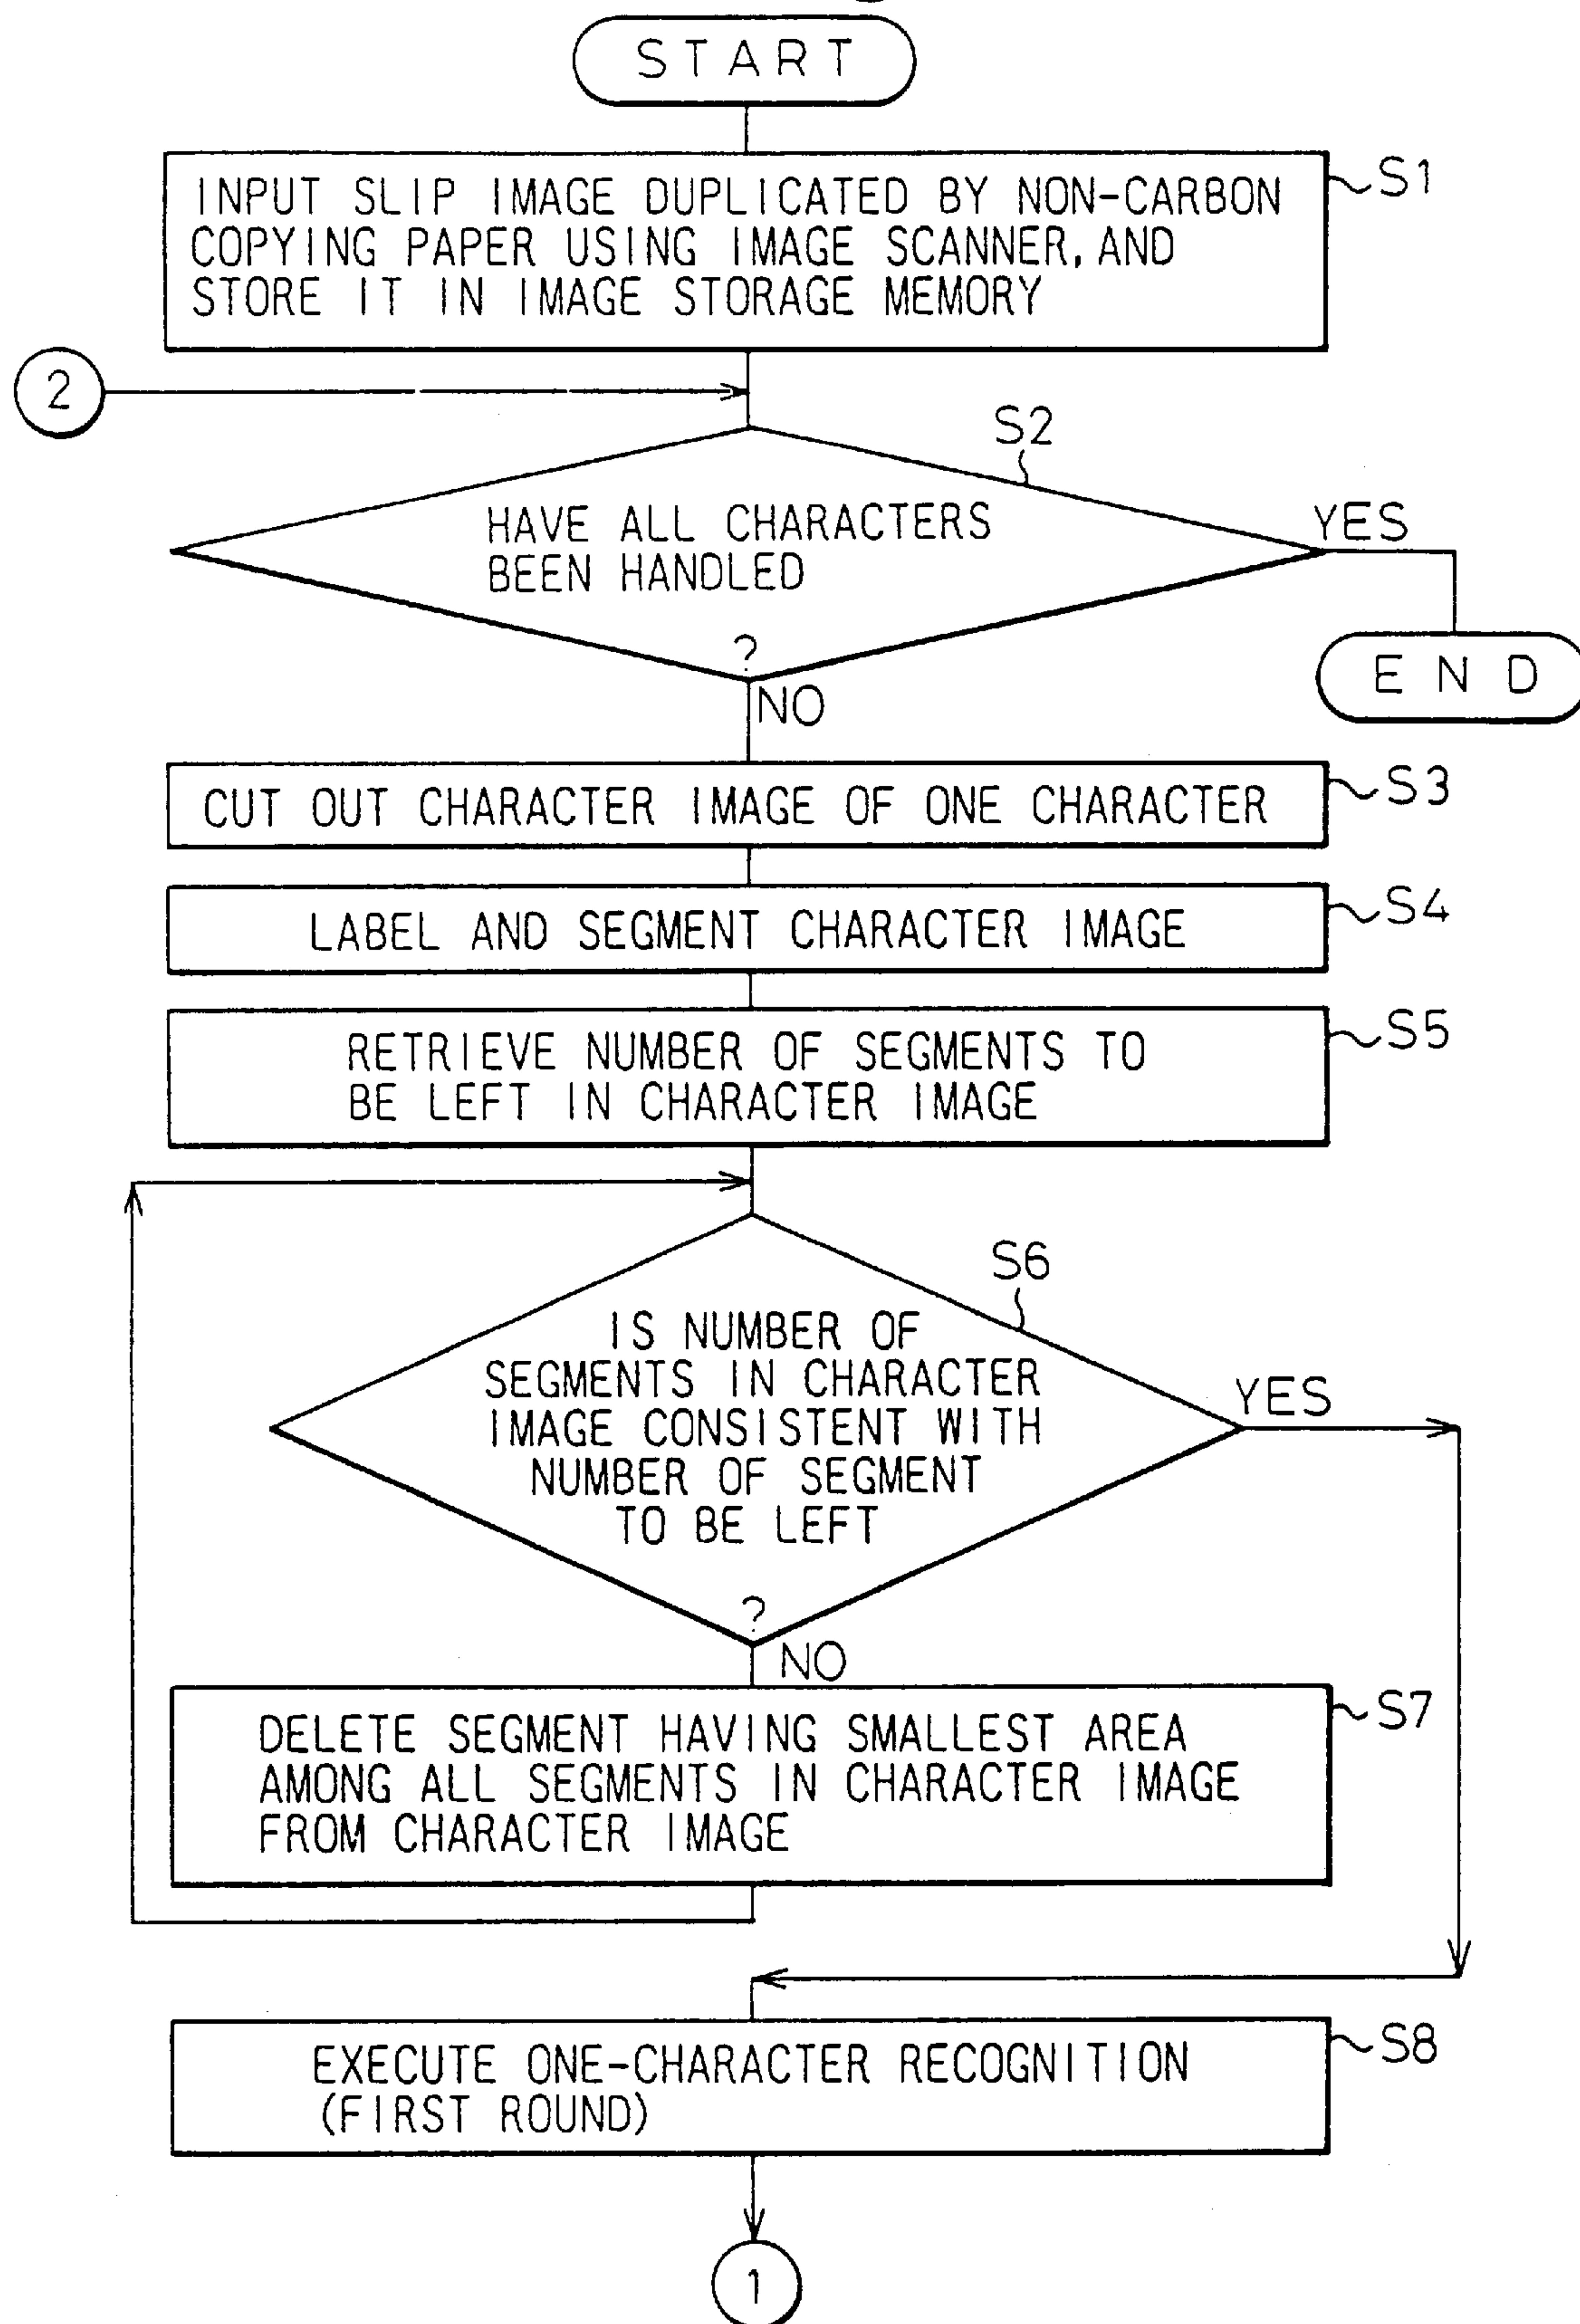 START
INPUT SLIP IMAGE DUPLICATED BY NON-CARBON
COPYING PAPER USING IMAGE SCANNER, AND
STORE IT IN IMAGE STORAGE MEMORY
S1
2
S2
HAVE ALL CHARACTERS
BEEN HANDLED
?
YES
END
NO
CUT OUT CHARACTER IMAGE OF ONE CHARACTER
S3
LABEL AND SEGMENT CHARACTER IMAGE
S4
RETRIEVE NUMBER OF SEGMENTS TO
BE LEFT IN CHARACTER IMAGE
S5
S6
IS NUMBER OF
SEGMENTS IN CHARACTER
IMAGE CONSISTENT WITH
NUMBER OF SEGMENT
TO BE LEFT
?
YES
NO
DELETE SEGMENT HAVING SMALLEST AREA
AMONG ALL SEGMENTS IN CHARACTER IMAGE
FROM CHARACTER IMAGE
S7
EXECUTE ONE-CHARACTER RECOGNITION
(FIRST ROUND)
S8
1